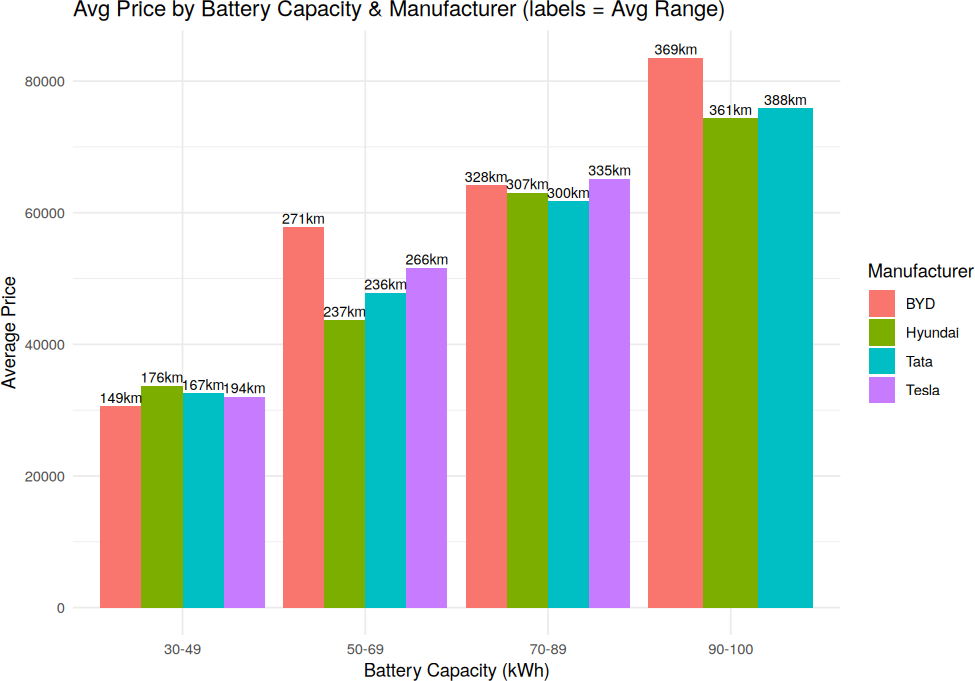 Avg Price by Battery Capacity & Manufacturer (labels = Avg Range)
Average Price
80000
60000
40000
20000
0
149km
176km
167km
194km
271km
237km
236km
266km
328km
307km
300km
335km
369km
361km
388km
30-49
50-69
70-89
90-100
Battery Capacity (kWh)
Manufacturer
BYD
Hyundai
Tata
Tesla